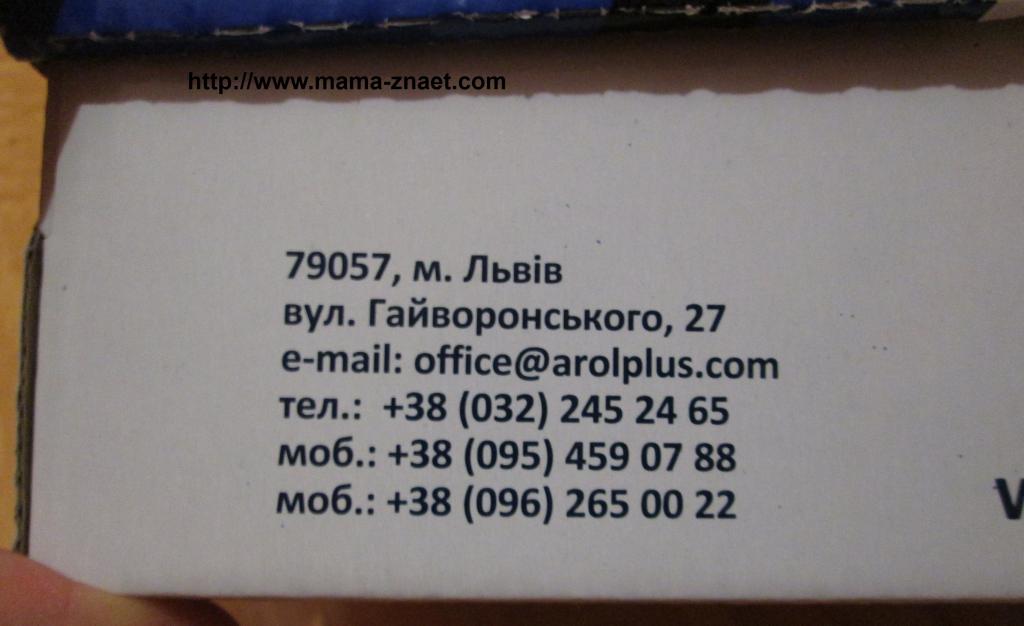 http://www.mama-znaet.com
79057, м. Львів
вул. Гайворонського, 27
e-mail: office@arolplus.com
тел.: +38 (032) 245 24 65
моб.: +38 (095) 459 07 88
моб.: +38 (096) 265 00 22